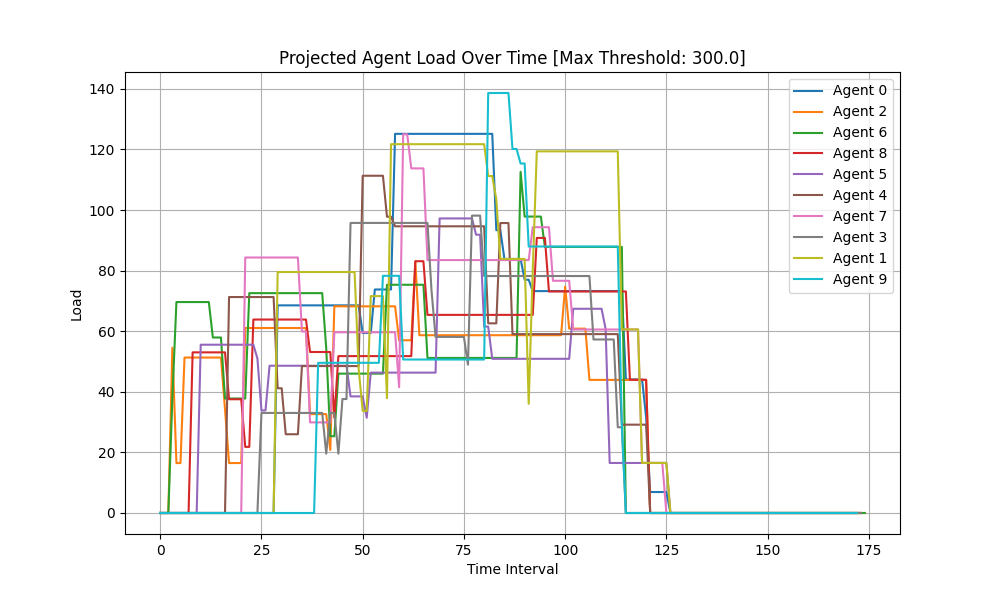 Projected Agent Load Over Time [Max Threshold: 300.0]
Load
140
120
100
80
60
40
20
0
0 25 50 75 100 125 150 175
Time Interval
Agent 0
Agent 2
Agent 6
Agent 8
Agent 5
Agent 4
Agent 7
Agent 3
Agent 1
Agent 9